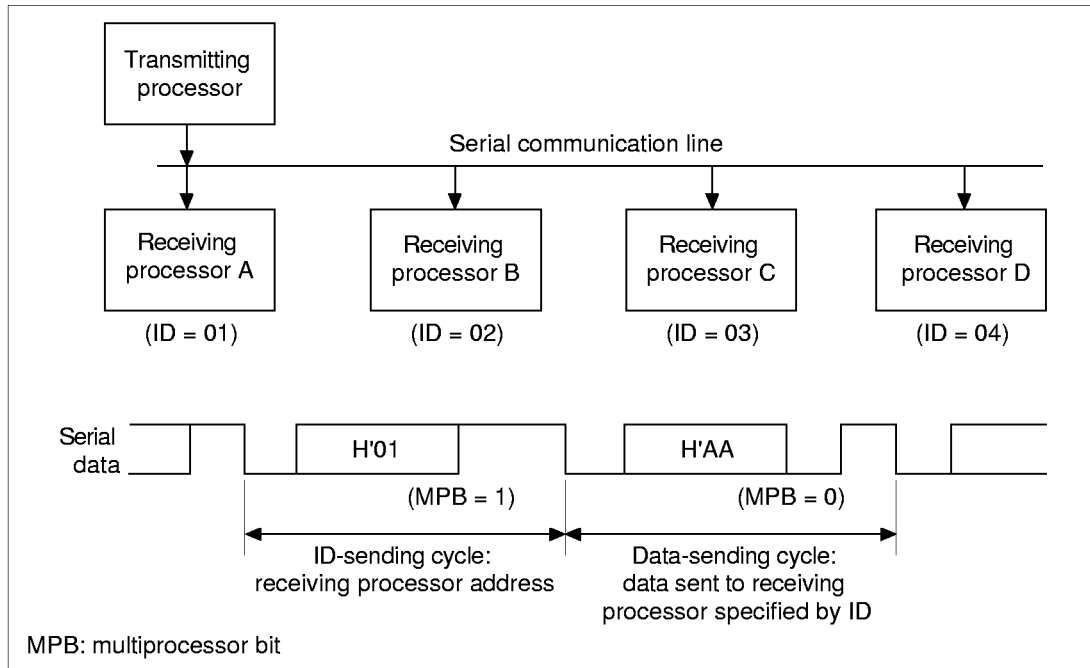 Transmitting
processor
Serial communication line
Receiving
processor A
Receiving
processor B
Receiving
processor C
Receiving
processor D
(ID = 01)
(ID = 02)
(ID = 03)
(ID = 04)
Serial
data
H'01
H'AA
(MPB = 1)
(MPB = 0)
ID-sending cycle:
receiving processor address
Data-sending cycle:
data sent to receiving
processor specified by ID
MPB: multiprocessor bit